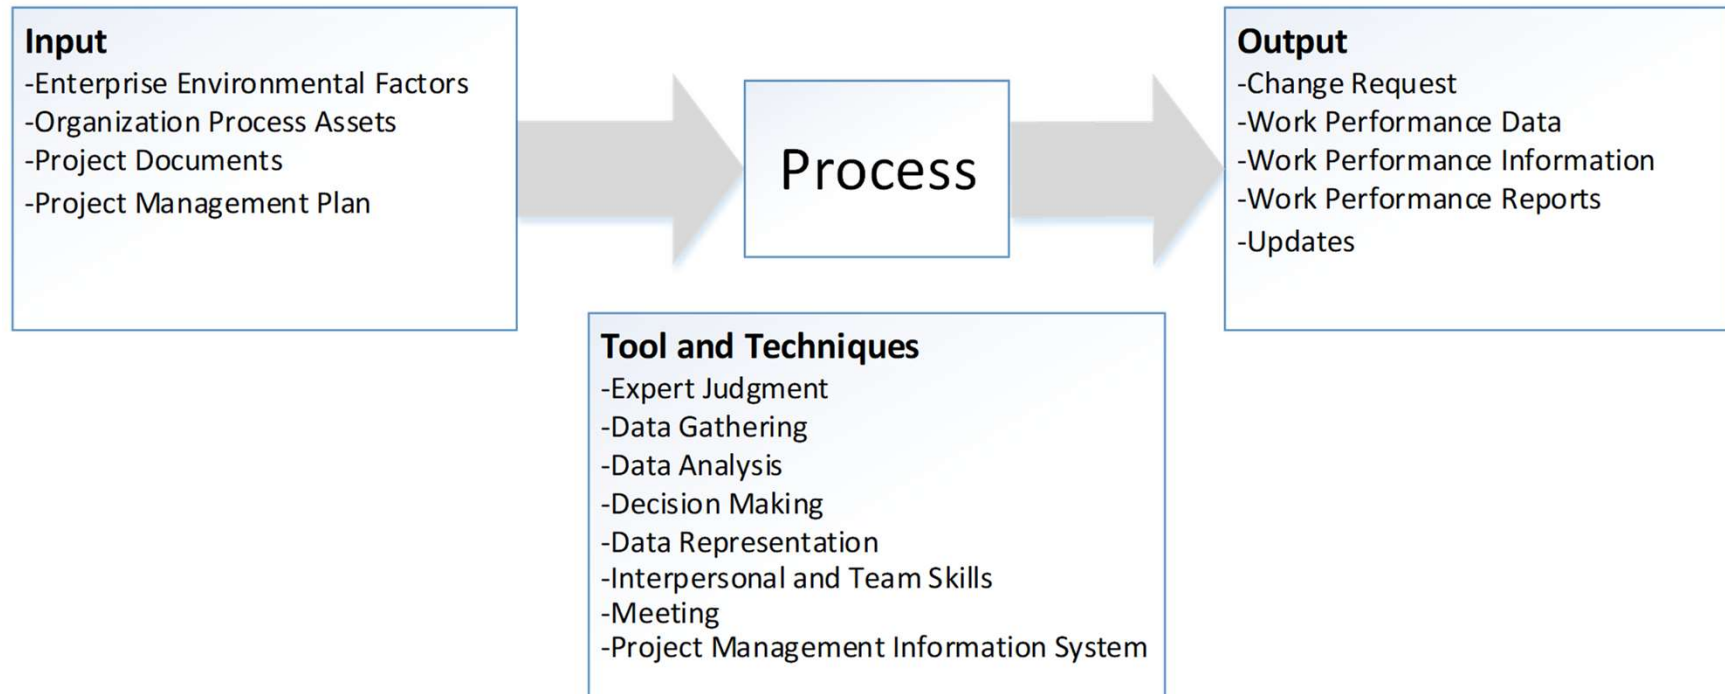 Input
-Enterprise Environmental Factors
-Organization Process Assets
-Project Documents
-Project Management Plan
Process
Output
-Change Request
-Work Performance Data
-Work Performance Information
-Work Performance Reports
-Updates
Tool and Techniques
-Expert Judgment
-Data Gathering
-Data Analysis
-Decision Making
-Data Representation
-Interpersonal and Team Skills
-Meeting
-Project Management Information System